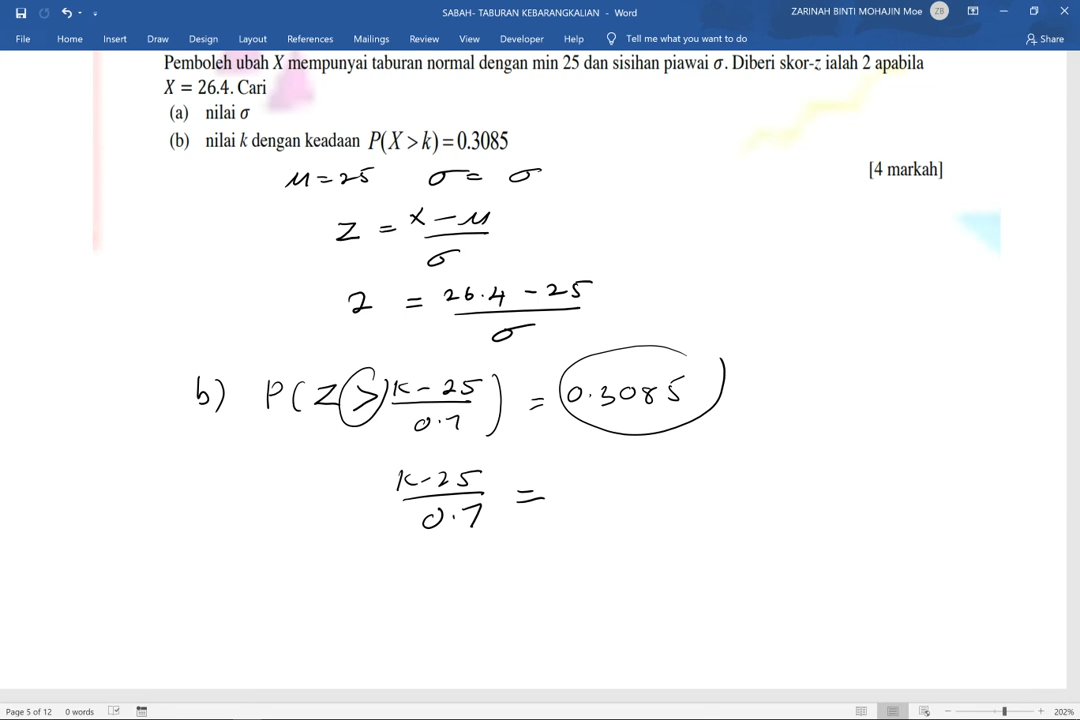 SABAH- TABURAN KEBARANGKALIAN - Word
ZARINAH BINTI MOHAJIN Moe ZB
File Home Insert Draw Design Layout References Mailings Review View Developer Help Tell me what you want to do Share
Pemboleh ubah X mempunyai taburan normal dengan min 25 dan sisihan piawai σ. Diberi skor-z ialah 2 apabila
X = 26.4. Cari
(a) nilai σ
(b) nilai k dengan keadaan P(X > k) = 0.3085
[4 markah]
μ = 25 σ = σ
Z = (X - μ)/σ
2 = (26.4 - 25)/σ
b) P(Z > (k - 25)/0.7) = 0.3085
(k - 25)/0.7 =
Page 5 of 12 0 words
202%